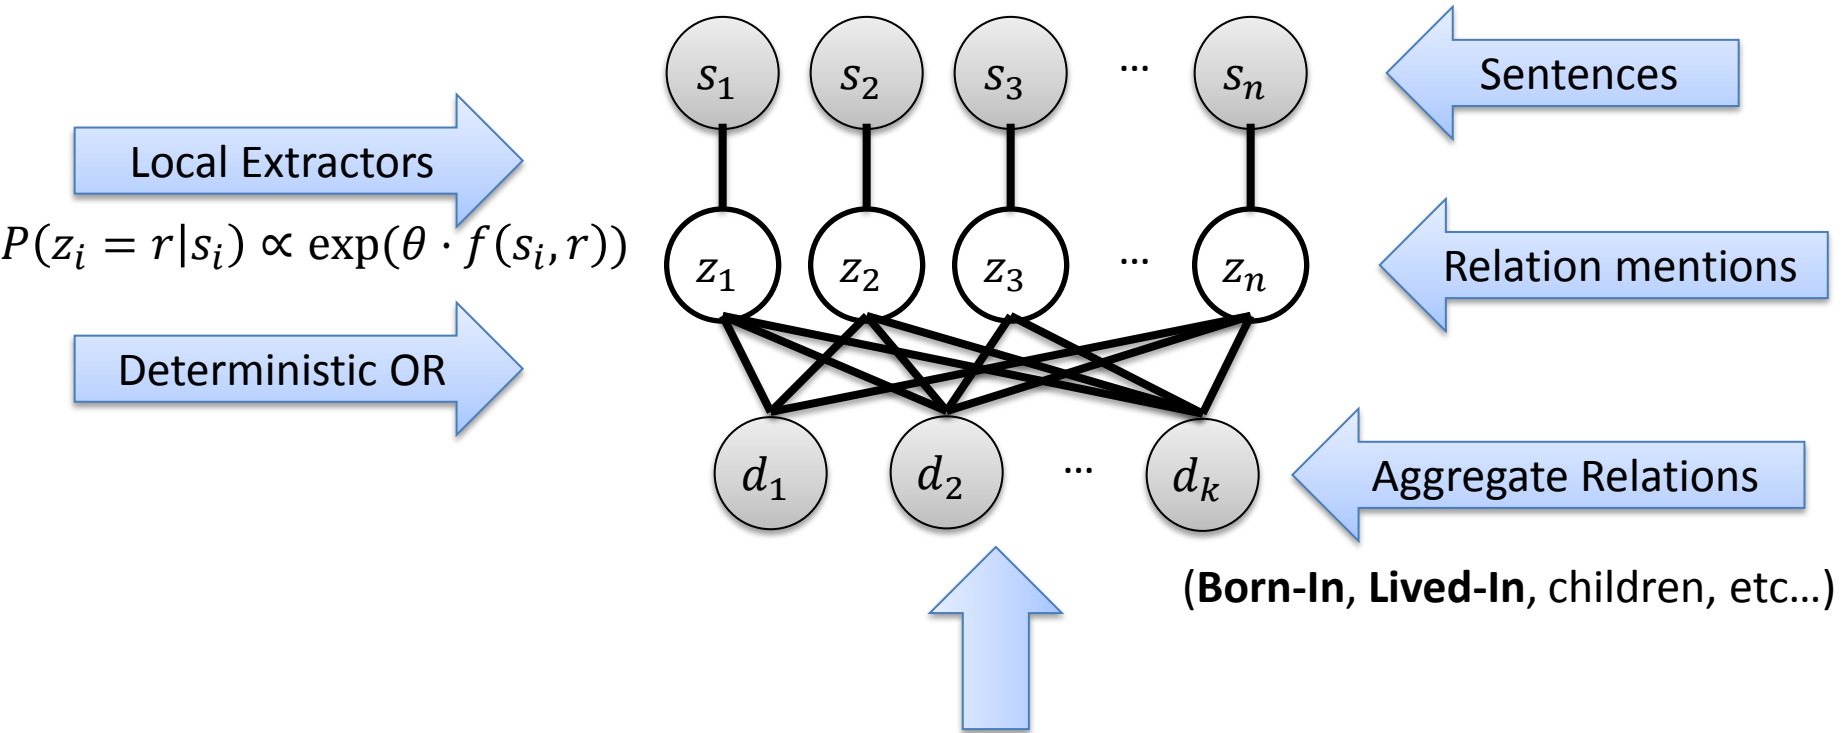 s₁ s₂ s₃ … sₙ
Sentences
Local Extractors
P(zᵢ = r|sᵢ) ∝ exp(θ · f(sᵢ, r))
z₁ z₂ z₃ … zₙ
Relation mentions
Deterministic OR
d₁ d₂ … dₖ
Aggregate Relations
(Born-In, Lived-In, children, etc…)